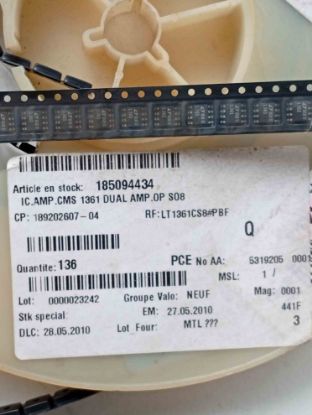 Article en stock: 185094434
IC.AMP.CMS 1361 DUAL AMP.OP SO8
CP: 189202607-04 RF:LT1361CS8#PBF
Q
Quantite: 136 PCE No AA: 5319205 0001
MSL: 1 /
Lot: 0000023242 Groupe Valo: NEUF Mag: 0001
Stk special: EM: 27.05.2010 441F
DLC: 28.05.2010 Lot_Four: MTL ??? 3